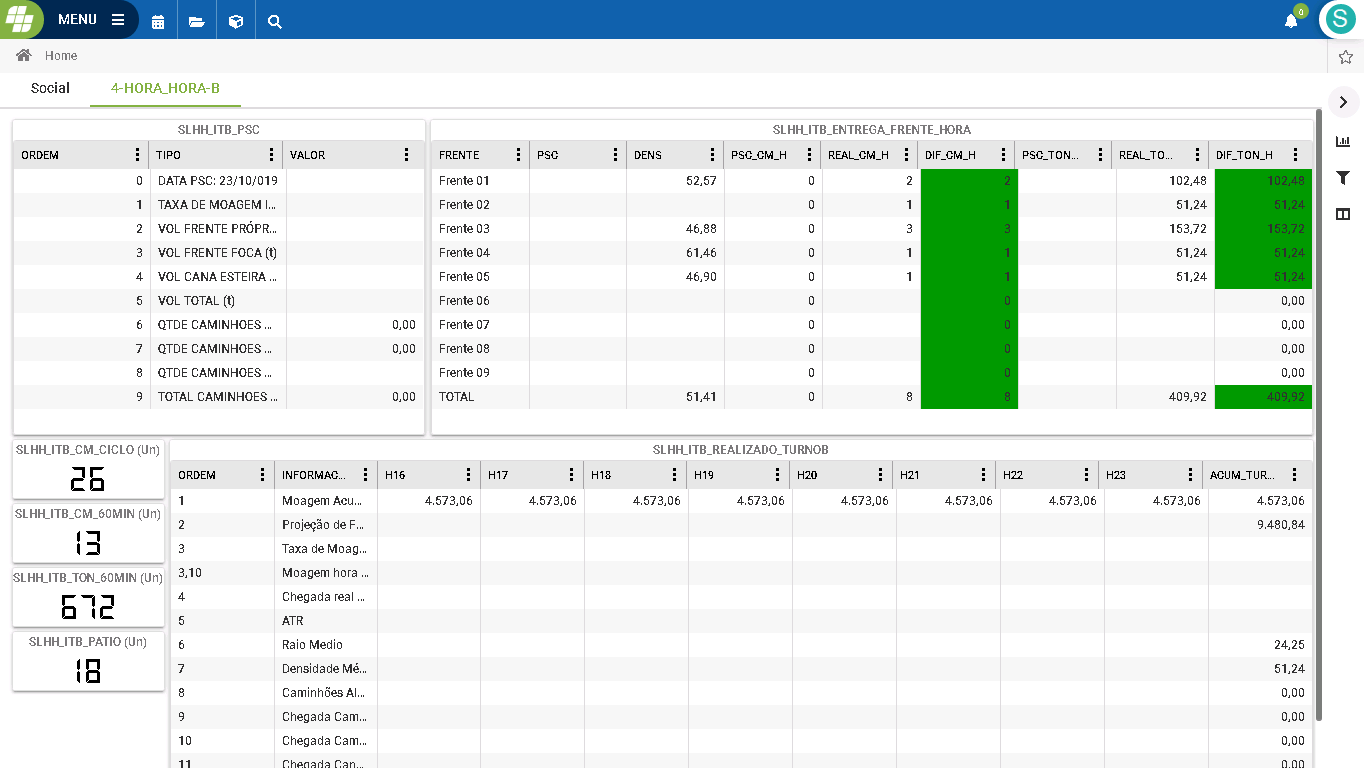 MENU
0
S
Home
Social 4-HORA_HORA-B
SLHH_ITB_PSC
ORDEM TIPO VALOR
0 DATA PSC: 23/10/019
1 TAXA DE MOAGEM I...
2 VOL FRENTE PRÓPR...
3 VOL FRENTE FOCA (t)
4 VOL CANA ESTEIRA ...
5 VOL TOTAL (t)
6 QTDE CAMINHOES ... 0,00
7 QTDE CAMINHOES ... 0,00
8 QTDE CAMINHOES ...
9 TOTAL CAMINHOES ... 0,00
SLHH_ITB_ENTREGA_FRENTE_HORA
FRENTE PSC DENS PSC_CM_H REAL_CM_H DIF_CM_H PSC_TON... REAL_TO... DIF_TON_H
Frente 01 52,57 0 2 2 102,48 102,48
Frente 02 0 1 1 51,24 51,24
Frente 03 46,88 0 3 3 153,72 153,72
Frente 04 61,46 0 1 1 51,24 51,24
Frente 05 46,90 0 1 1 51,24 51,24
Frente 06 0 0 0,00
Frente 07 0 0 0,00
Frente 08 0 0 0,00
Frente 09 0 0 0,00
TOTAL 51,41 0 8 8 409,92 409,92
SLHH_ITB_CM_CICLO (Un)
26
SLHH_ITB_CM_60MIN (Un)
13
SLHH_ITB_TON_60MIN (Un)
672
SLHH_ITB_PATIO (Un)
18
SLHH_ITB_REALIZADO_TURNOB
ORDEM INFORMAC... H16 H17 H18 H19 H20 H21 H22 H23 ACUM_TUR...
1 Moagem Acu... 4.573,06 4.573,06 4.573,06 4.573,06 4.573,06 4.573,06 4.573,06 4.573,06 4.573,06
2 Projeção de F... 9.480,84
3 Taxa de Moag...
3,10 Moagem hora ...
4 Chegada real ...
5 ATR
6 Raio Medio 24,25
7 Densidade Mé... 51,24
8 Caminhões Al... 0,00
9 Chegada Cam... 0,00
10 Chegada Cam... 0,00
11 Chegada Can... 0,00